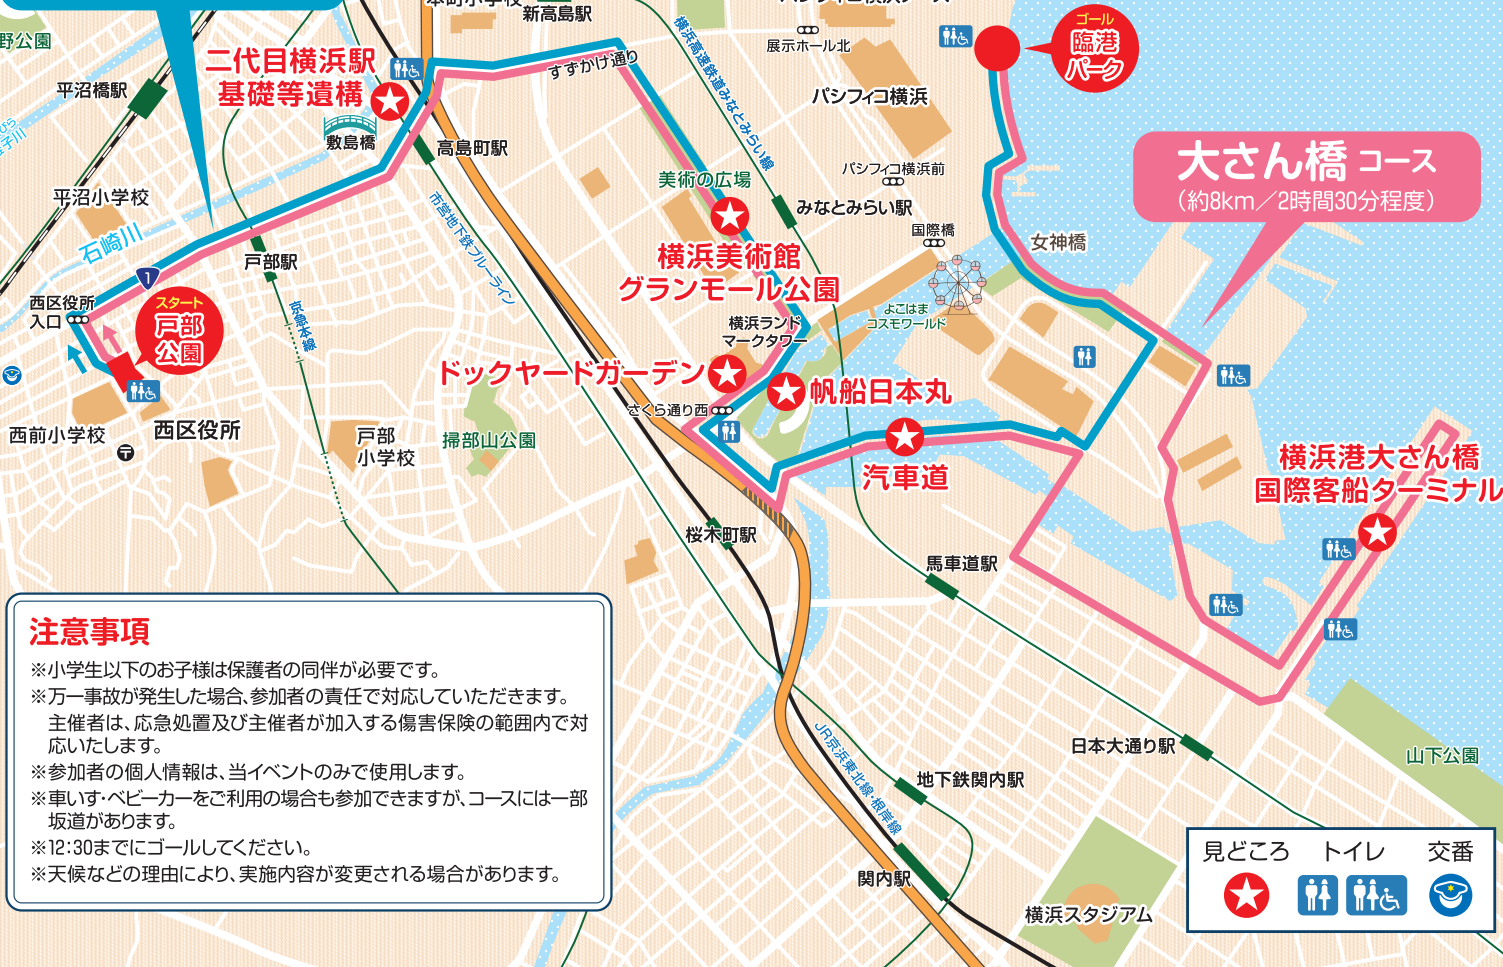 新高島駅
展示ホール北
ゴール
臨港
パーク
野公園
二代目横浜駅
基礎等遺構
すすかけ通り
横浜高速鉄道みなとみらい線
パシフィコ横浜
平沼橋駅
敷島橋
高島町駅
パシフィコ横浜前
大さん橋 コース
(約8km/2時間30分程度)
美術の広場
平沼小学校
みなとみらい駅
市営地下鉄・ブルーライン
国際橋
女神橋
石崎川
戸部駅
横浜美術館
グランモール公園
1
西区役所
入口
スタート
戸部
公園
京急本線
よこはま
コスモワールド
横浜ランド
マークタワー
ドックヤードガーデン
帆船日本丸
さくら通り西
西前小学校
西区役所
戸部
小学校
掃部山公園
汽車道
横浜港大さん橋
国際客船ターミナル
桜木町駅
馬車道駅
注意事項
※小学生以下のお子様は保護者の同伴が必要です。
※万一事故が発生した場合、参加者の責任で対応していただきます。
主催者は、応急処置及び主催者が加入する傷害保険の範囲内で対
応いたします。
※参加者の個人情報は、当イベントのみで使用します。
※車いす・ベビーカーをご利用の場合も参加できますが、コースには一部
坂道があります。
※12:30までにゴールしてください。
※天候などの理由により、実施内容が変更される場合があります。
JR京浜東北線・根岸線
日本大通り駅
地下鉄関内駅
山下公園
関内駅
横浜スタジアム
見どころ
トイレ
交番